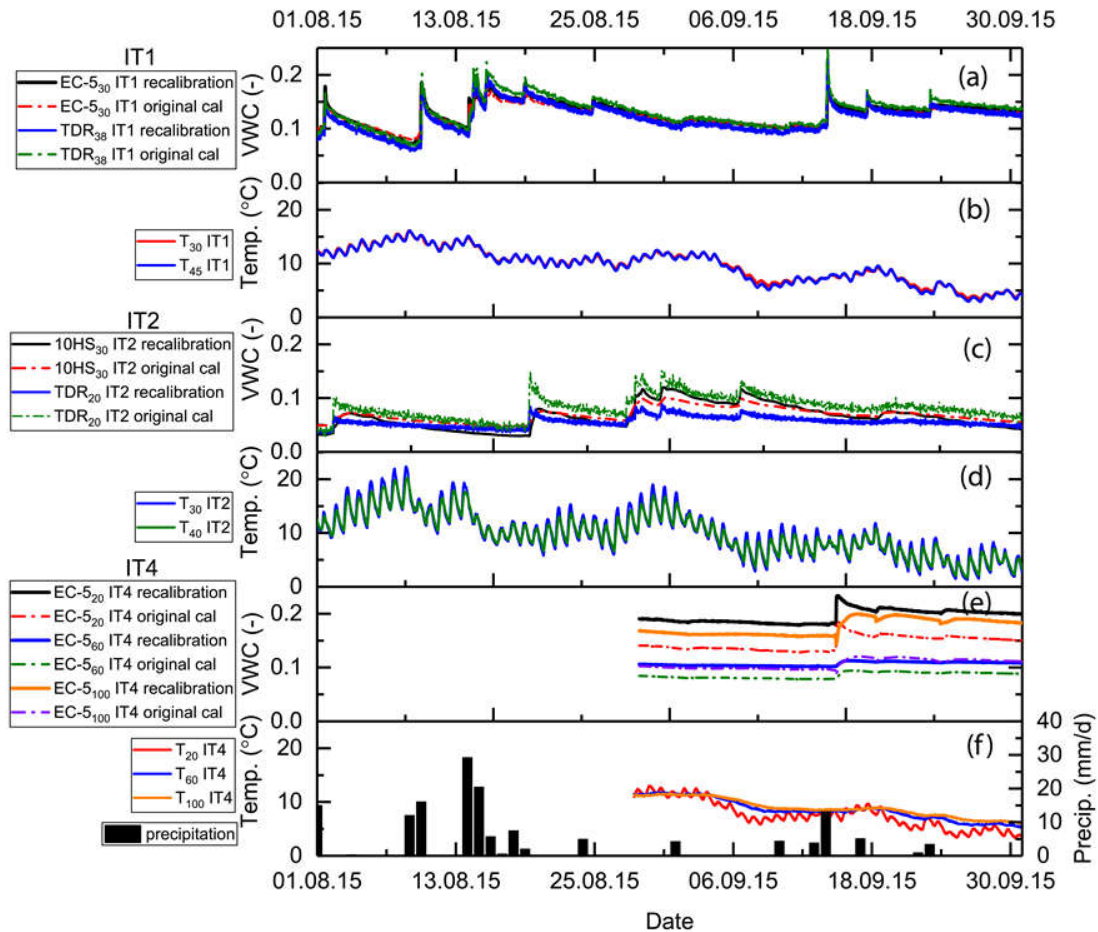 01.08.15 13.08.15 25.08.15 06.09.15 18.09.15 30.09.15
IT1
EC-5₃₀ IT1 recalibration
EC-5₃₀ IT1 original cal
TDR₃₈ IT1 recalibration
TDR₃₈ IT1 original cal
VWC (-)
0.2
0.1
0.0
(a)
T₃₀ IT1
T₄₅ IT1
Temp. (°C)
20
10
0
(b)
IT2
10HS₃₀ IT2 recalibration
10HS₃₀ IT2 original cal
TDR₂₀ IT2 recalibration
TDR₂₀ IT2 original cal
VWC (-)
0.2
0.1
0.0
(c)
T₃₀ IT2
T₄₀ IT2
Temp. (°C)
20
10
0
(d)
IT4
EC-5₂₀ IT4 recalibration
EC-5₂₀ IT4 original cal
EC-5₆₀ IT4 recalibration
EC-5₆₀ IT4 original cal
EC-5₁₀₀ IT4 recalibration
EC-5₁₀₀ IT4 original cal
VWC (-)
0.2
0.1
0.0
(e)
T₂₀ IT4
T₆₀ IT4
T₁₀₀ IT4
precipitation
Temp. (°C)
20
10
0
(f)
40
30
20
10
0
Precip. (mm/d)
01.08.15 13.08.15 25.08.15 06.09.15 18.09.15 30.09.15
Date